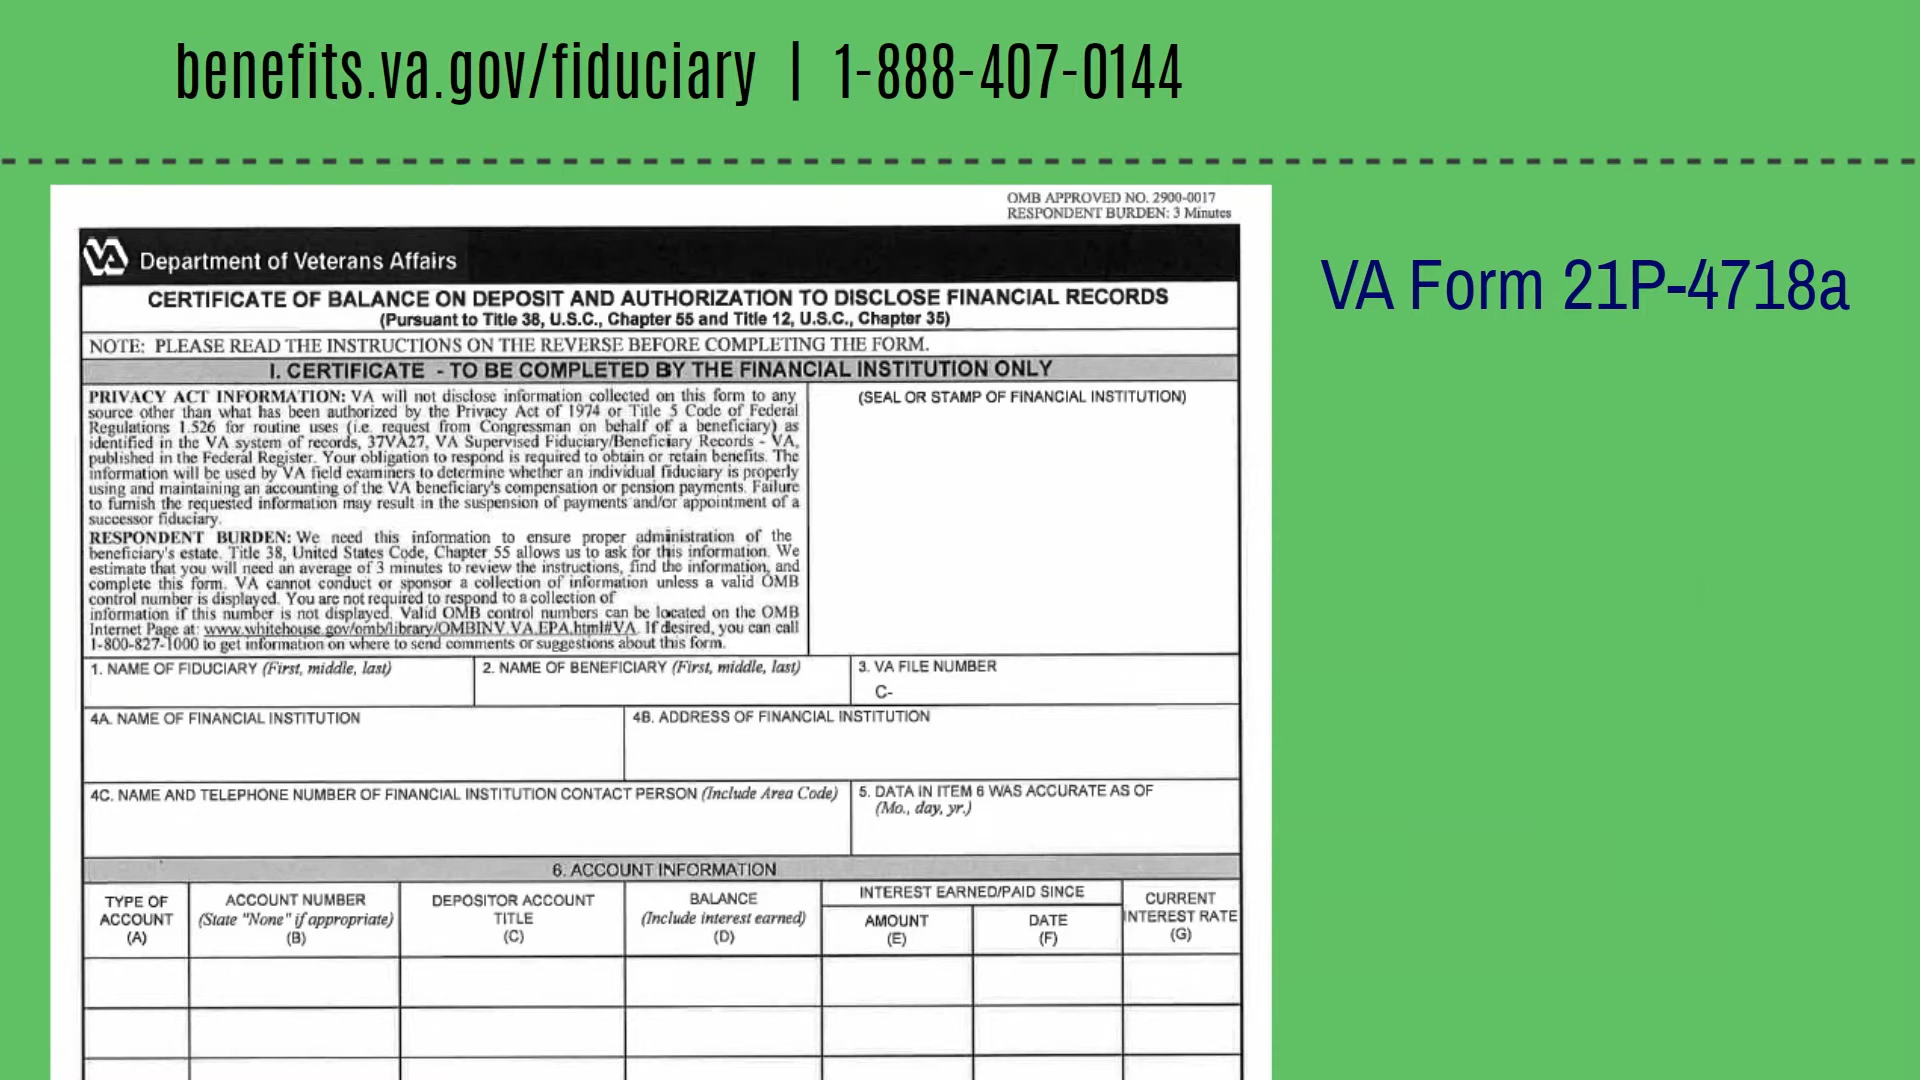 benefits.va.gov/fiduciary | 1-888-407-0144
OMB APPROVED NO. 2900-0017
RESPONDENT BURDEN: 3 Minutes
VA Department of Veterans Affairs
VA Form 21P-4718a
CERTIFICATE OF BALANCE ON DEPOSIT AND AUTHORIZATION TO DISCLOSE FINANCIAL RECORDS
(Pursuant to Title 38, U.S.C., Chapter 55 and Title 12, U.S.C., Chapter 35)
NOTE: PLEASE READ THE INSTRUCTIONS ON THE REVERSE BEFORE COMPLETING THE FORM.
I. CERTIFICATE - TO BE COMPLETED BY THE FINANCIAL INSTITUTION ONLY
PRIVACY ACT INFORMATION: VA will not disclose information collected on this form to any
source other than what has been authorized by the Privacy Act of 1974 or Title 5 Code of Federal
Regulations 1.526 for routine uses (i.e. request from Congressman on behalf of a beneficiary) as
identified in the VA system of records, 37VA27, VA Supervised Fiduciary/Beneficiary Records - VA,
published in the Federal Register. Your obligation to respond is required to obtain or retain benefits. The
information will be used by VA field examiners to determine whether an individual fiduciary is properly
using and maintaining an accounting of the VA beneficiary's compensation or pension payments. Failure
to furnish the requested information may result in the suspension of payments and/or appointment of a
successor fiduciary.
RESPONDENT BURDEN: We need this information to ensure proper administration of the
beneficiary's estate. Title 38, United States Code, Chapter 55 allows us to ask for this information. We
estimate that you will need an average of 3 minutes to review the instructions, find the information, and
complete this form. VA cannot conduct or sponsor a collection of information unless a valid OMB
control number is displayed. You are not required to respond to a collection of
information if this number is not displayed. Valid OMB control numbers can be located on the OMB
Internet Page at: www.whitehouse.gov/omb/library/OMBINV.VA.EPA.html#VA. If desired, you can call
1-800-827-1000 to get information on where to send comments or suggestions about this form.
(SEAL OR STAMP OF FINANCIAL INSTITUTION)
1. NAME OF FIDUCIARY (First, middle, last)
2. NAME OF BENEFICIARY (First, middle, last)
3. VA FILE NUMBER
C-
4A. NAME OF FINANCIAL INSTITUTION
4B. ADDRESS OF FINANCIAL INSTITUTION
4C. NAME AND TELEPHONE NUMBER OF FINANCIAL INSTITUTION CONTACT PERSON (Include Area Code)
5. DATA IN ITEM 6 WAS ACCURATE AS OF
(Mo., day, yr.)
6. ACCOUNT INFORMATION
TYPE OF
ACCOUNT
(A)
ACCOUNT NUMBER
(State "None" if appropriate)
(B)
DEPOSITOR ACCOUNT
TITLE
(C)
BALANCE
(Include interest earned)
(D)
INTEREST EARNED/PAID SINCE
AMOUNT
(E)
DATE
(F)
CURRENT
INTEREST RATE
(G)